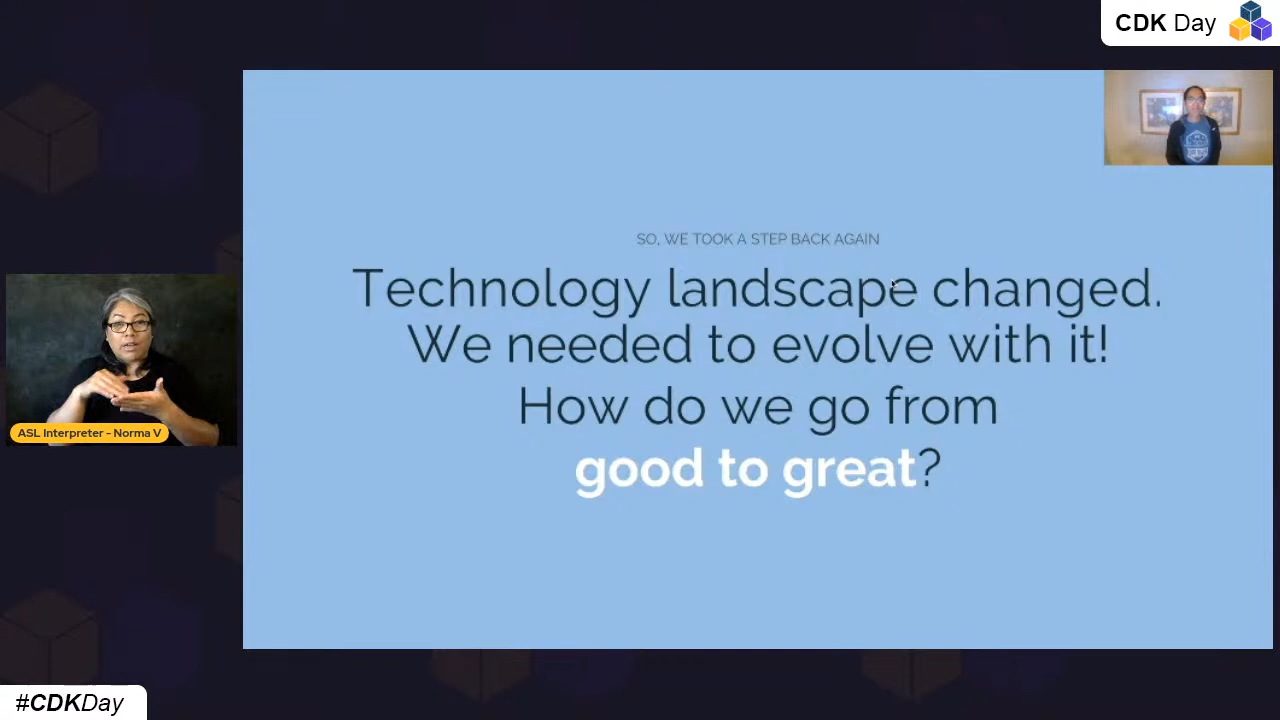 CDK Day
SO, WE TOOK A STEP BACK AGAIN
Technology landscape changed.
We needed to evolve with it!
How do we go from
good to great?
ASL Interpreter - Norma V
#CDKDay